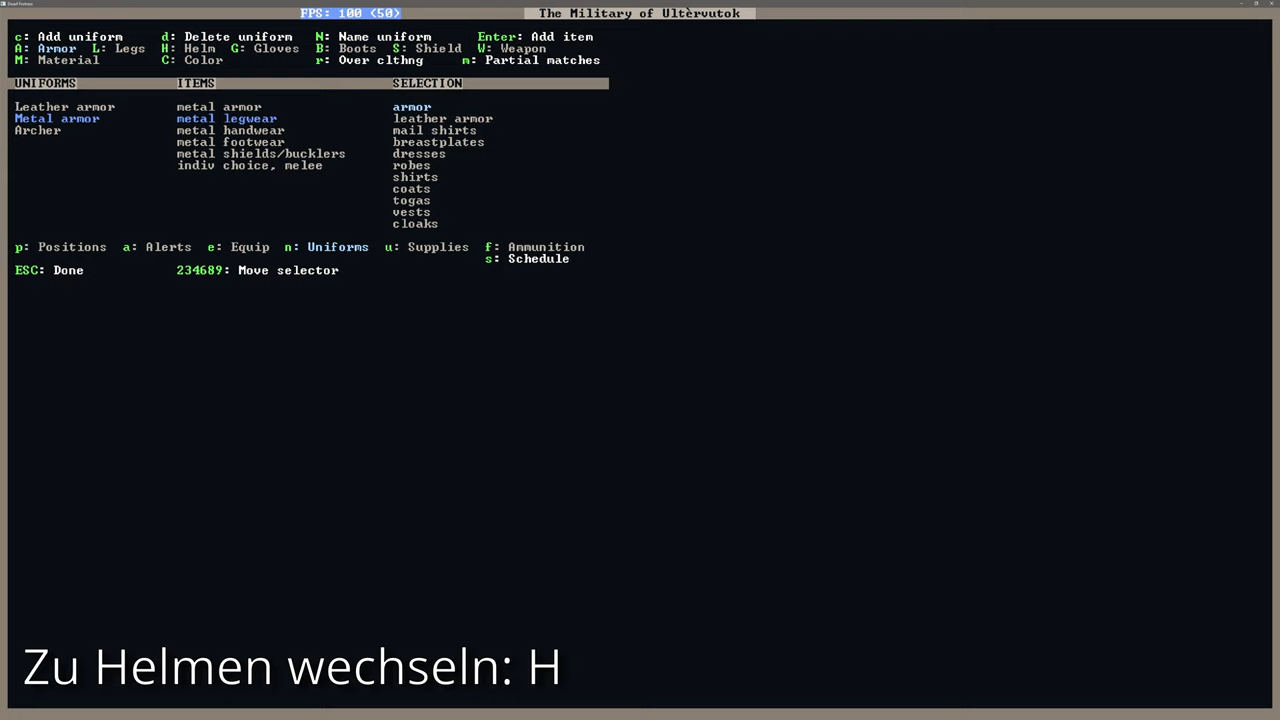 Dwarf Fortress
FPS: 100 (50) The Military of Ultèrvutok
c: Add uniform d: Delete uniform N: Name uniform Enter: Add item
A: Armor L: Legs H: Helm G: Gloves B: Boots S: Shield W: Weapon
M: Material C: Color r: Over clthng m: Partial matches
UNIFORMS ITEMS SELECTION
Leather armor metal armor armor
Metal armor metal legwear leather armor
Archer metal handwear mail shirts
metal footwear breastplates
metal shields/bucklers dresses
indiv choice, melee robes
shirts
coats
togas
vests
cloaks
p: Positions a: Alerts e: Equip n: Uniforms u: Supplies f: Ammunition
s: Schedule
ESC: Done 234689: Move selector
Zu Helmen wechseln: H